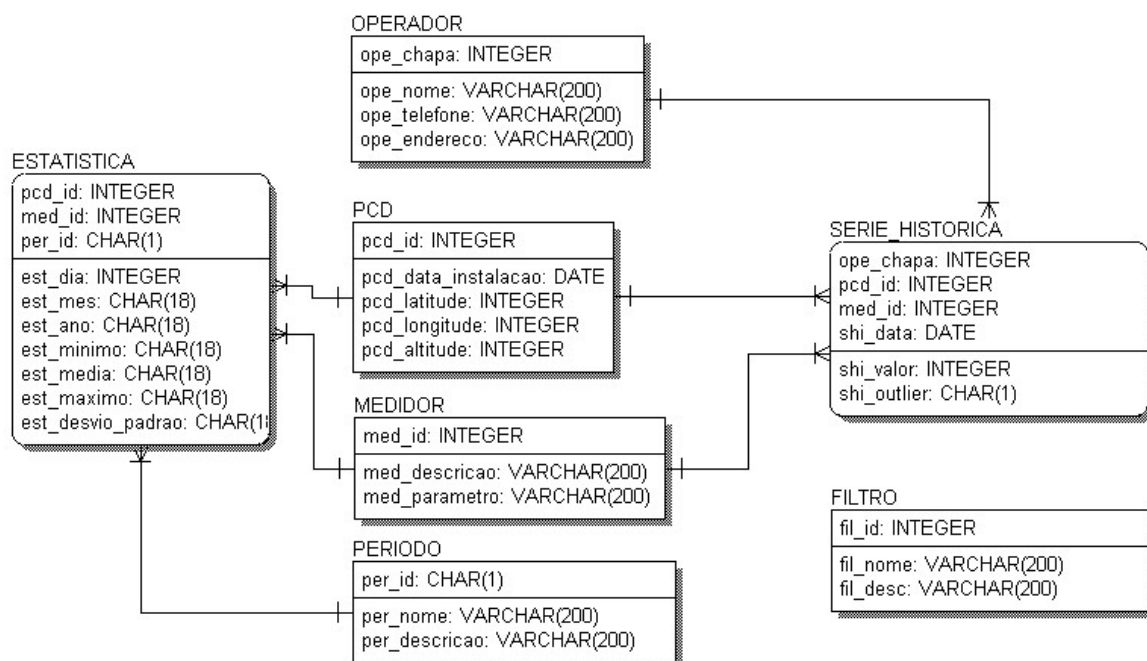 OPERADOR
ope_chapa: INTEGER
ope_nome: VARCHAR(200)
ope_telefone: VARCHAR(200)
ope_endereco: VARCHAR(200)
ESTATISTICA
pcd_id: INTEGER
med_id: INTEGER
per_id: CHAR(1)
est_dia: INTEGER
est_mes: CHAR(18)
est_ano: CHAR(18)
est_minimo: CHAR(18)
est_media: CHAR(18)
est_maximo: CHAR(18)
est_desvio_padrao: CHAR(1
PCD
pcd_id: INTEGER
pcd_data_instalacao: DATE
pcd_latitude: INTEGER
pcd_longitude: INTEGER
pcd_altitude: INTEGER
SERIE_HISTORICA
ope_chapa: INTEGER
pcd_id: INTEGER
med_id: INTEGER
shi_data: DATE
shi_valor: INTEGER
shi_outlier: CHAR(1)
MEDIDOR
med_id: INTEGER
med_descricao: VARCHAR(200)
med_parametro: VARCHAR(200)
FILTRO
fil_id: INTEGER
fil_nome: VARCHAR(200)
fil_desc: VARCHAR(200)
PERIODO
per_id: CHAR(1)
per_nome: VARCHAR(200)
per_descricao: VARCHAR(200)